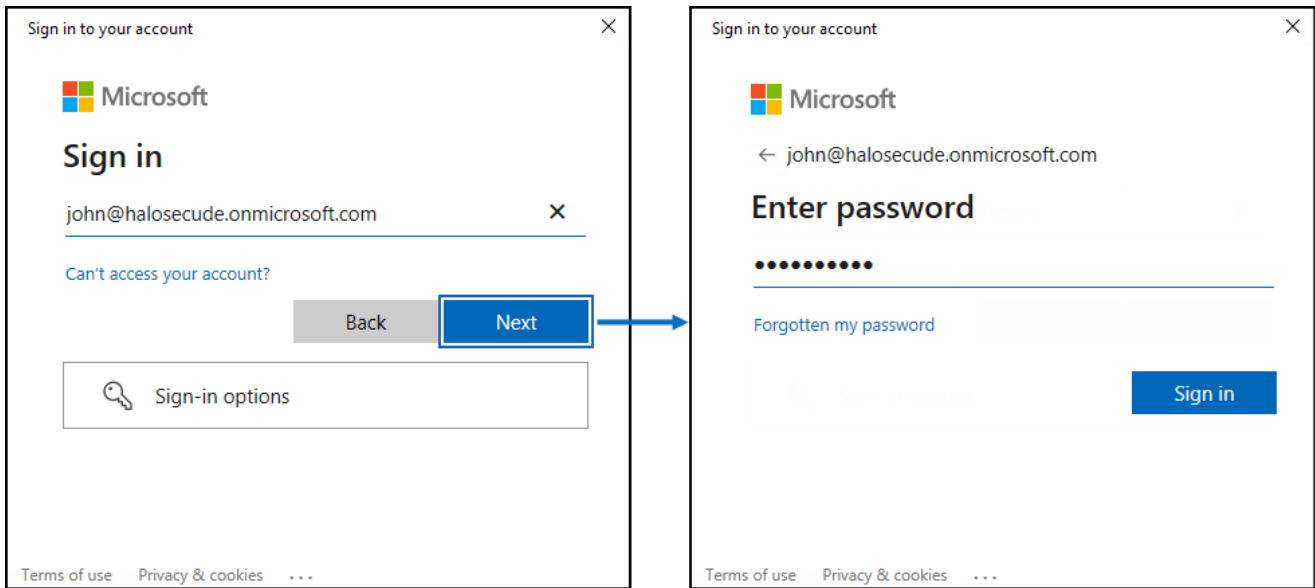 Sign in to your account
Microsoft
Sign in
john@halosecude.onmicrosoft.com
Can't access your account?
Back Next
Sign-in options
Terms of use Privacy & cookies ...
Sign in to your account
Microsoft
john@halosecude.onmicrosoft.com
Enter password
Forgotten my password
Sign in
Terms of use Privacy & cookies ...